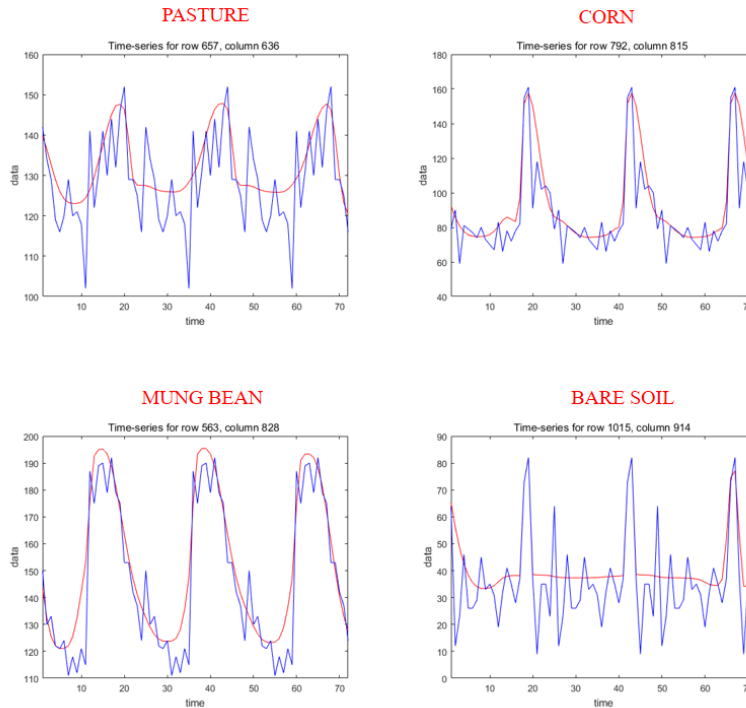 PASTURE
Time-series for row 657, column 636
160
150
140
130
120
110
100
data
10 20 30 40 50 60 70
time
CORN
Time-series for row 792, column 815
180
160
140
120
100
80
60
40
data
10 20 30 40 50 60 70
time
MUNG BEAN
Time-series for row 563, column 828
200
190
180
170
160
150
140
130
120
110
data
10 20 30 40 50 60 70
time
BARE SOIL
Time-series for row 1015, column 914
90
80
70
60
50
40
30
20
10
0
data
10 20 30 40 50 60 70
time